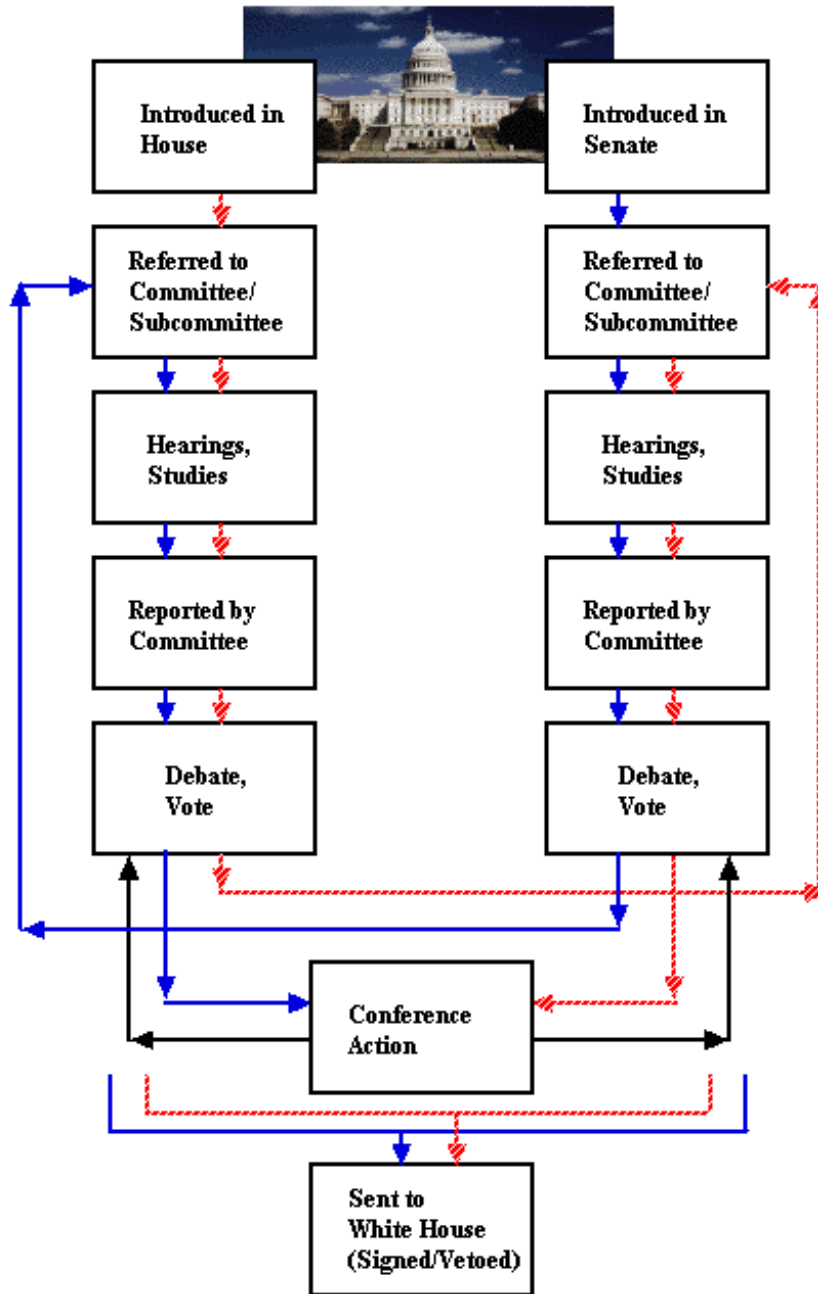 Introduced in
House
Introduced in
Senate
Referred to
Committee/
Subcommittee
Referred to
Committee/
Subcommittee
Hearings,
Studies
Hearings,
Studies
Reported by
Committee
Reported by
Committee
Debate,
Vote
Debate,
Vote
Conference
Action
Sent to
White House
(Signed/Vetoed)